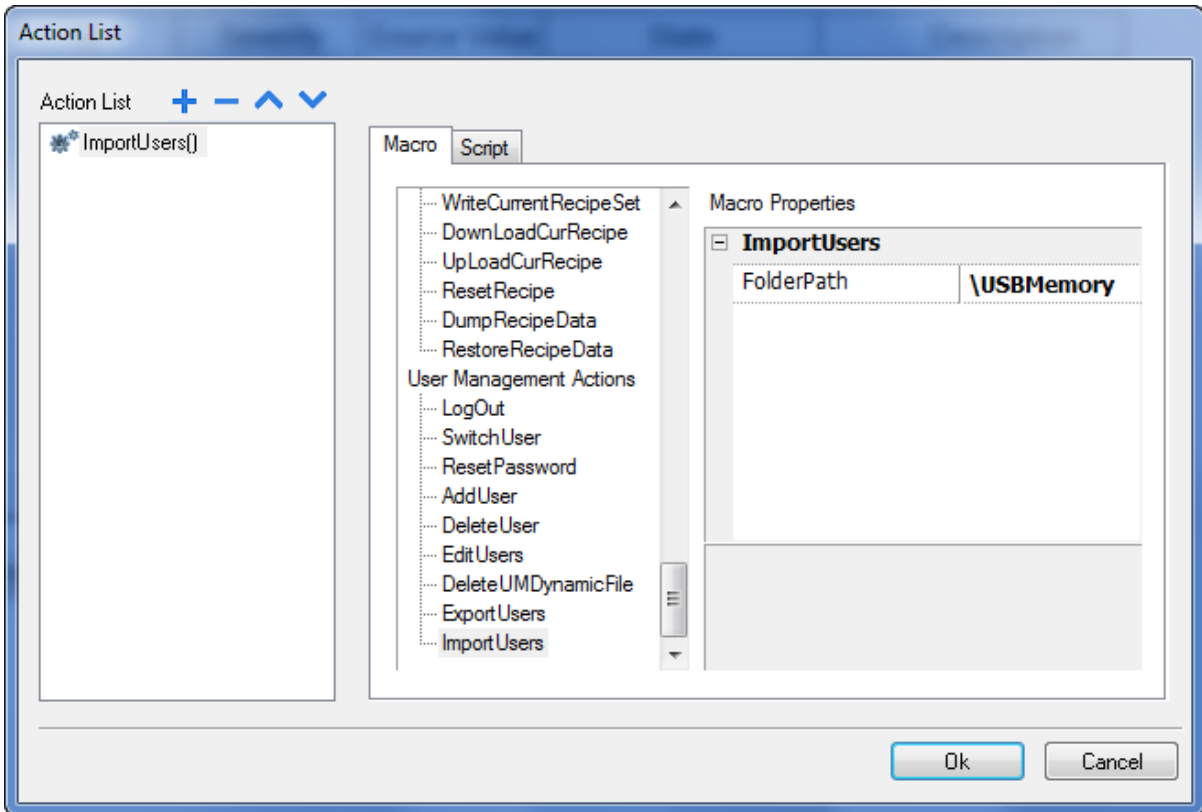 Action List
Action List
ImportUsers()
Macro
Script
WriteCurrentRecipeSet
DownLoadCurRecipe
UpLoadCurRecipe
ResetRecipe
DumpRecipeData
RestoreRecipeData
User Management Actions
LogOut
SwitchUser
ResetPassword
AddUser
DeleteUser
EditUsers
DeleteUMDynamicFile
ExportUsers
ImportUsers
Macro Properties
ImportUsers
FolderPath \USBMemory
Ok
Cancel